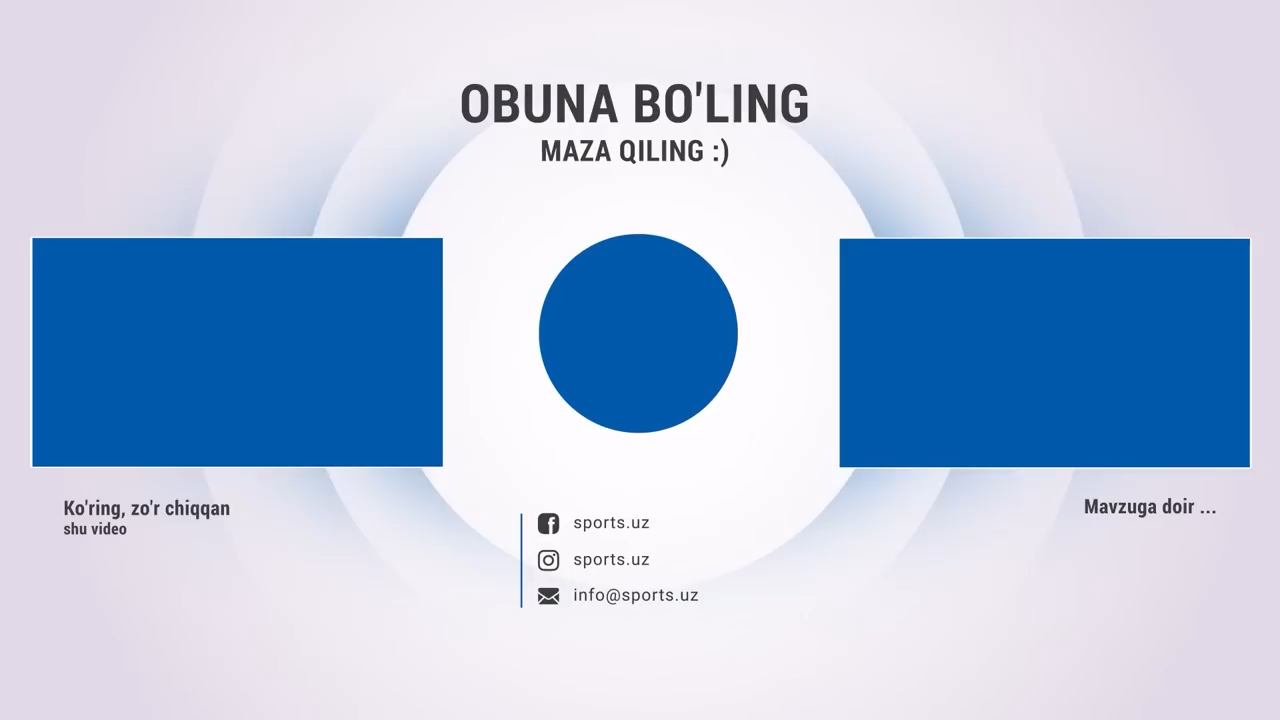 OBUNA BO'LING
MAZA QILING :)
Ko'ring, zo'r chiqqan
shu video
Mavzuga doir ...
sports.uz
sports.uz
info@sports.uz